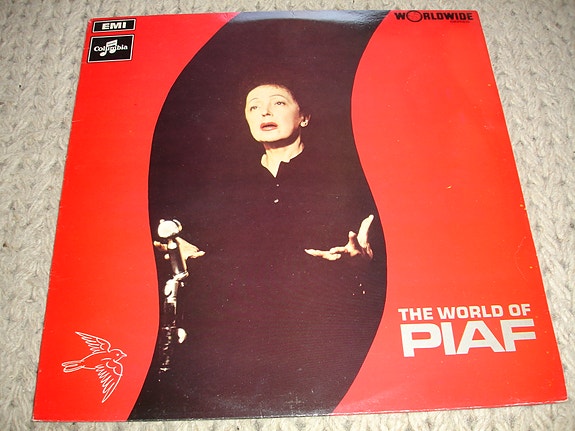 EMI
Columbia
WORLDWIDE
THE WORLD OF
PIAF